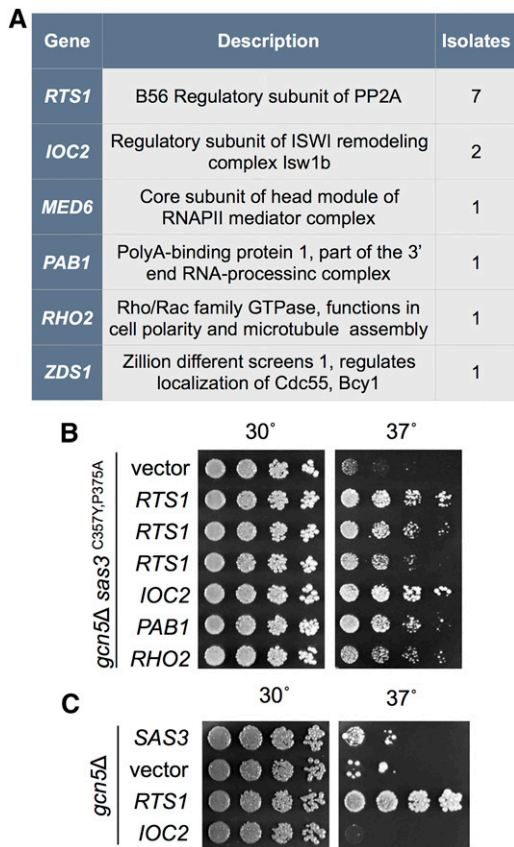 A
Gene Description Isolates
RTS1 B56 Regulatory subunit of PP2A 7
IOC2 Regulatory subunit of ISWI remodeling
complex Isw1b 2
MED6 Core subunit of head module of
RNAPII mediator complex 1
PAB1 PolyA-binding protein 1, part of the 3'
end RNA-processinc complex 1
RHO2 Rho/Rac family GTPase, functions in
cell polarity and microtubule assembly 1
ZDS1 Zillion different screens 1, regulates
localization of Cdc55, Bcy1 1
B
30° 37°
gcn5Δ sas3 C357Y,P375A
vector
RTS1
RTS1
RTS1
IOC2
PAB1
RHO2
C
30° 37°
gcn5Δ
SAS3
vector
RTS1
IOC2